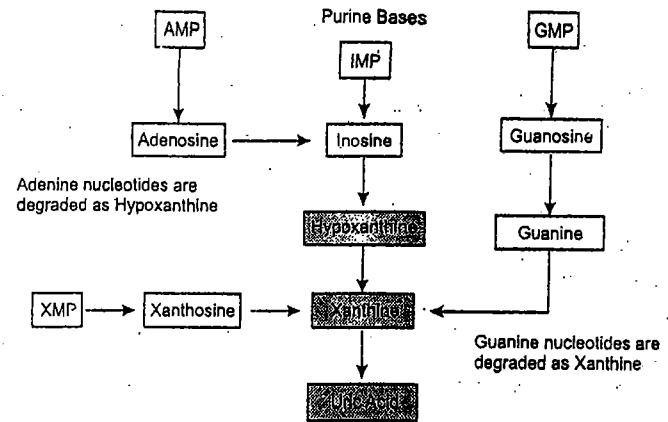 Purine Bases
AMP
IMP
GMP
Adenosine
Inosine
Guanosine
Adenine nucleotides are
degraded as Hypoxanthine
Hypoxanthine
Guanine
XMP
Xanthosine
Xanthine
Guanine nucleotides are
degraded as Xanthine
Uric Acid